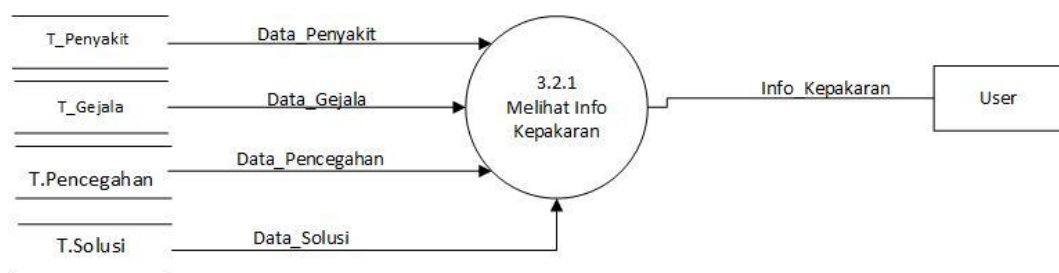 T_Penyakit
Data_Penyakit
T_Gejala
Data_Gejala
T.Pencegahan
Data_Pencegahan
T.Solusi
Data_Solusi
3.2.1
Melihat Info
Kepakaran
Info_Kepakaran
User